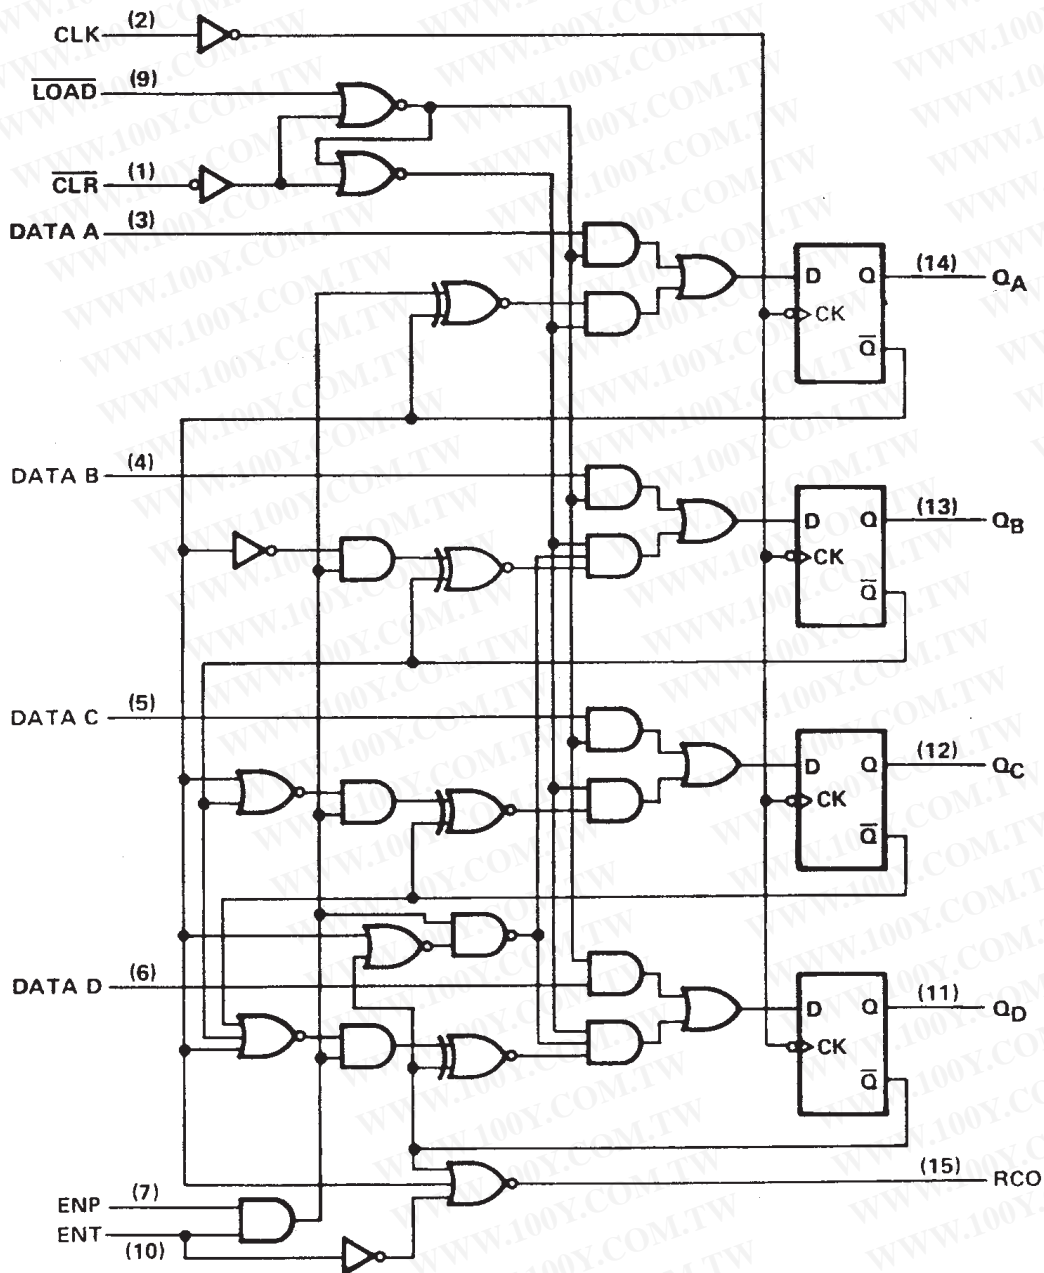 CLK (2)
LOAD (9)
CLR (1)
DATA A (3)
D Q (14) QA
CK
Q
DATA B (4)
D Q (13) QB
CK
Q
DATA C (5)
D Q (12) QC
CK
Q
DATA D (6)
D Q (11) QD
CK
Q
(15) RCO
ENP (7)
ENT
(10)
WWW.100Y.COM.TW